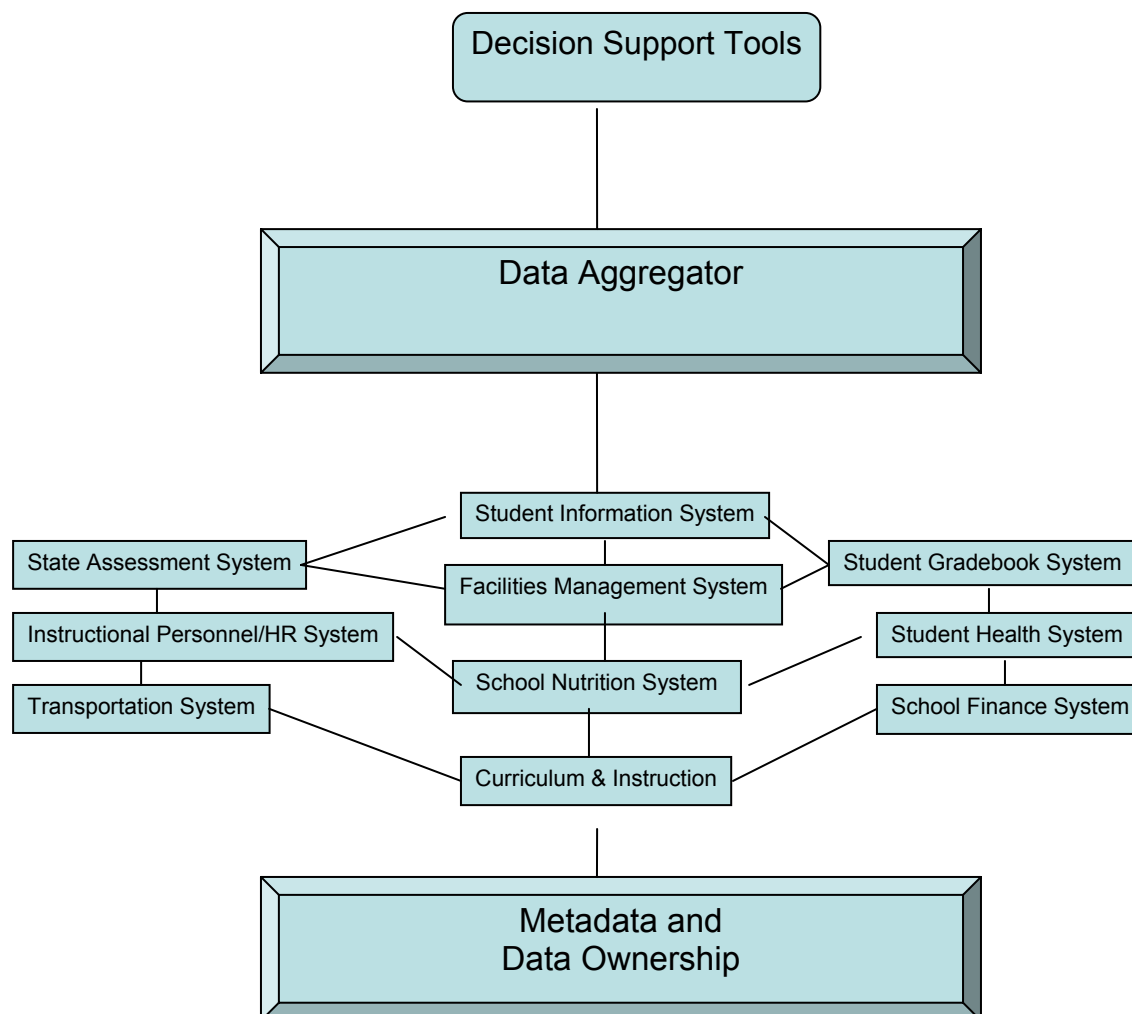 Decision Support Tools
Data Aggregator
Student Information System
State Assessment System
Facilities Management System
Student Gradebook System
Instructional Personnel/HR System
Student Health System
School Nutrition System
Transportation System
School Finance System
Curriculum & Instruction
Metadata and
Data Ownership